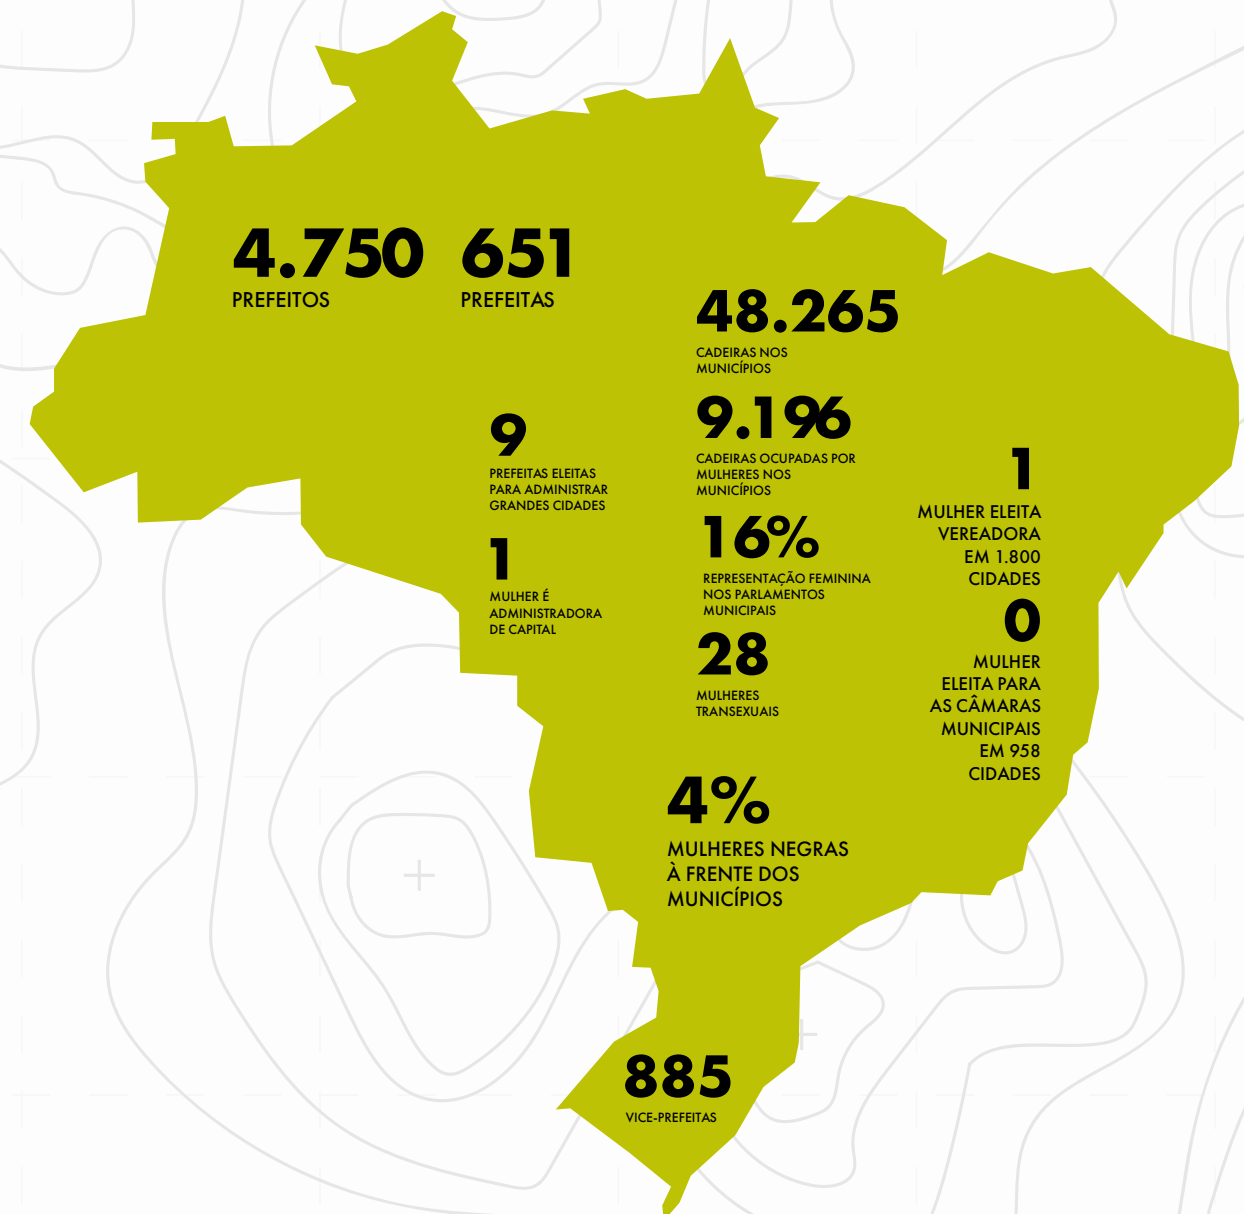 4.750
PREFEITOS
651
PREFEITAS
48.265
CADEIRAS NOS
MUNICÍPIOS
9
PREFEITAS ELEITAS
PARA ADMINISTRAR
GRANDES CIDADES
1
MULHER É
ADMINISTRADORA
DE CAPITAL
9.196
CADEIRAS OCUPADAS POR
MULHERES NOS
MUNICÍPIOS
16%
REPRESENTAÇÃO FEMININA
NOS PARLAMENTOS
MUNICIPAIS
28
MULHERES
TRANSEXUAIS
1
MULHER ELEITA
VEREADORA
EM 1.800
CIDADES
0
MULHER
ELEITA PARA
AS CÂMARAS
MUNICIPAIS
EM 958
CIDADES
4%
MULHERES NEGRAS
À FRENTE DOS
MUNICÍPIOS
885
VICE-PREFEITAS